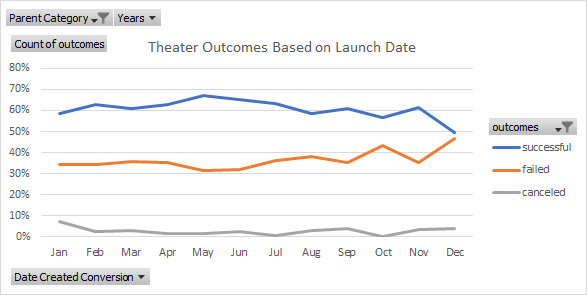 Parent Category Years
Count of outcomes
Theater Outcomes Based on Launch Date
80%
70%
60%
50%
40%
30%
20%
10%
0%
Jan Feb Mar Apr May Jun Jul Aug Sep Oct Nov Dec
outcomes
successful
failed
canceled
Date Created Conversion